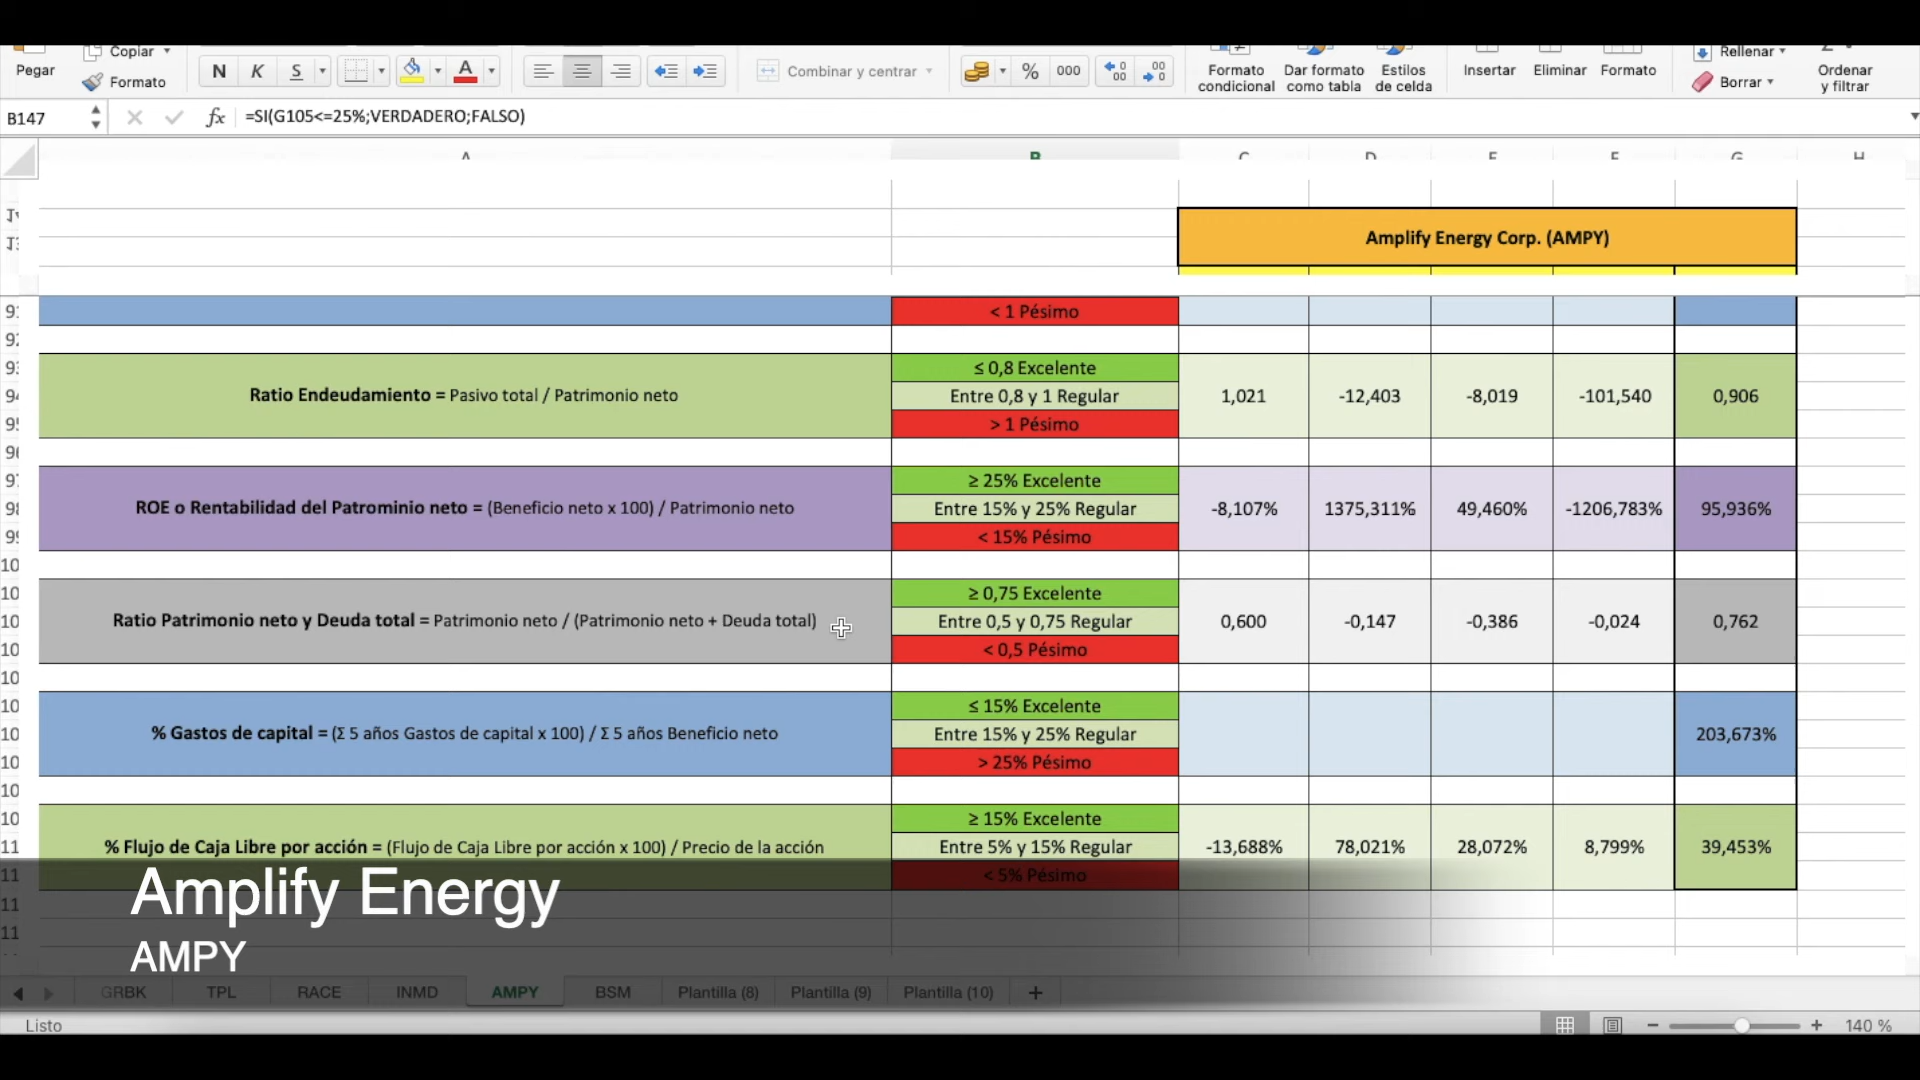 Pegar
Copiar
Formato
N K S A
Combinar y centrar
% 000
Formato condicional
Dar formato como tabla
Estilos de celda
Insertar
Eliminar
Formato
Rellenar
Borrar
Ordenar y filtrar
B147 fx =SI(G105<=25%;VERDADERO;FALSO)
Amplify Energy Corp. (AMPY)
< 1 Pésimo
≤ 0,8 Excelente
Ratio Endeudamiento = Pasivo total / Patrimonio neto Entre 0,8 y 1 Regular 1,021 -12,403 -8,019 -101,540 0,906
> 1 Pésimo
≥ 25% Excelente
ROE o Rentabilidad del Patrominio neto = (Beneficio neto x 100) / Patrimonio neto Entre 15% y 25% Regular -8,107% 1375,311% 49,460% -1206,783% 95,936%
< 15% Pésimo
≥ 0,75 Excelente
Ratio Patrimonio neto y Deuda total = Patrimonio neto / (Patrimonio neto + Deuda total) Entre 0,5 y 0,75 Regular 0,600 -0,147 -0,386 -0,024 0,762
< 0,5 Pésimo
≤ 15% Excelente
% Gastos de capital = (Σ 5 años Gastos de capital x 100) / Σ 5 años Beneficio neto Entre 15% y 25% Regular 203,673%
> 25% Pésimo
≥ 15% Excelente
% Flujo de Caja Libre por acción = (Flujo de Caja Libre por acción x 100) / Precio de la acción Entre 5% y 15% Regular -13,688% 78,021% 28,072% 8,799% 39,453%
< 5% Pésimo
Amplify Energy
AMPY
GRBK TPL RACE INMD AMPY BSM Plantilla (8) Plantilla (9) Plantilla (10) +
Listo
140 %